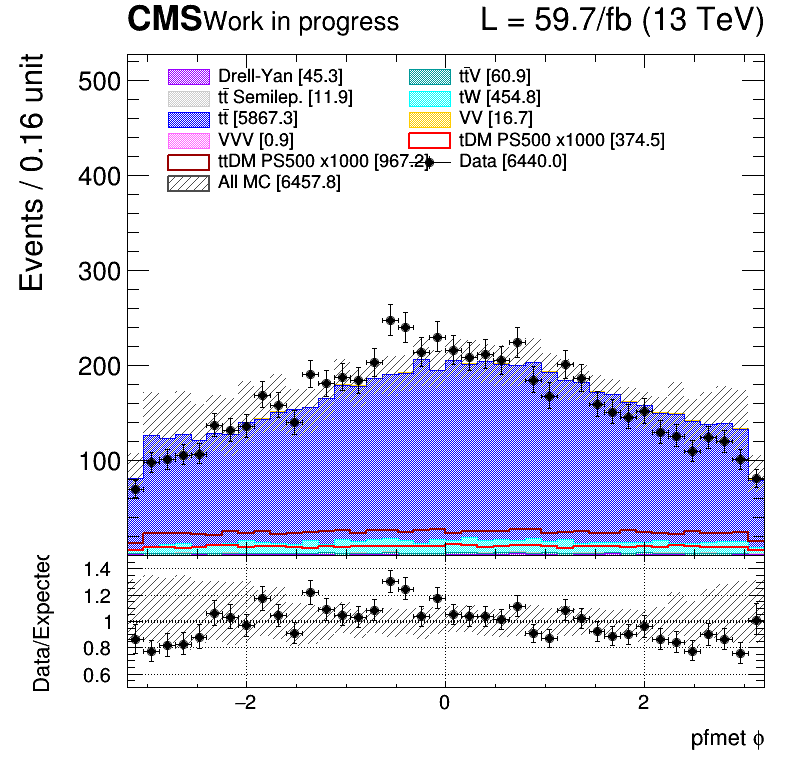 CMS Work in progress L = 59.7/fb (13 TeV)
Events / 0.16 unit
500
400
300
200
100
Drell-Yan [45.3] tt̄V [60.9]
tt̄ Semilep. [11.9] tW [454.8]
tt̄ [5867.3] VV [16.7]
VVV [0.9] tDM PS500 x1000 [374.5]
ttDM PS500 x1000 [967.2] Data [6440.0]
All MC [6457.8]
Data/Expected
1.4
1.2
1
0.8
0.6
−2 0 2
pfmet ϕ